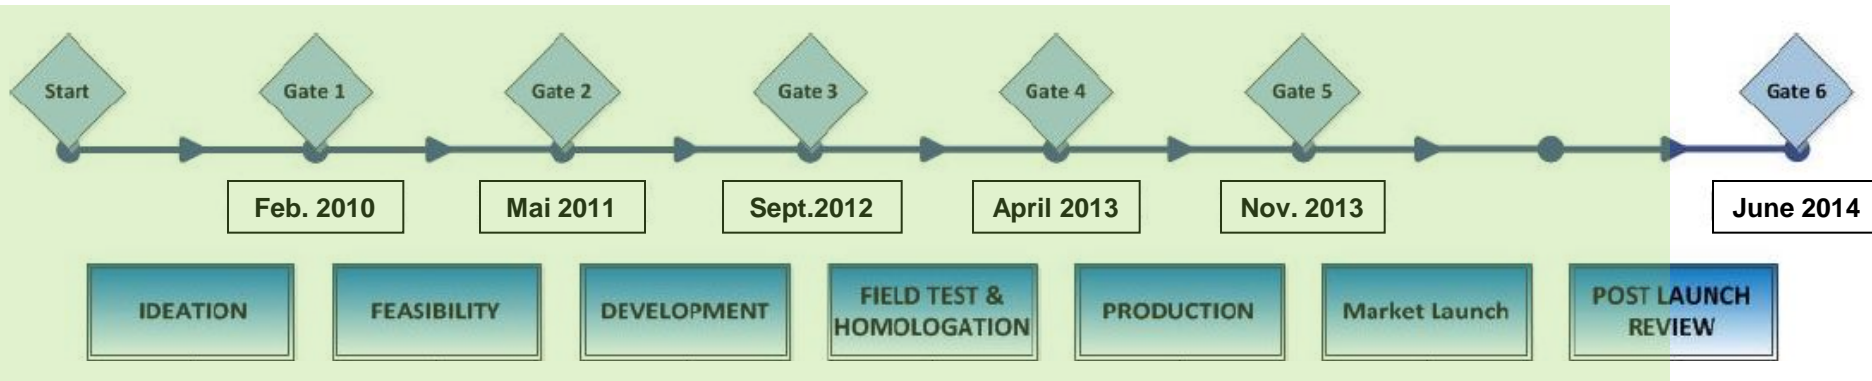 Start
Gate 1
Gate 2
Gate 3
Gate 4
Gate 5
Gate 6
Feb. 2010
Mai 2011
Sept.2012
April 2013
Nov. 2013
June 2014
IDEATION
FEASIBILITY
DEVELOPMENT
FIELD TEST &
HOMOLOGATION
PRODUCTION
Market Launch
POST LAUNCH
REVIEW